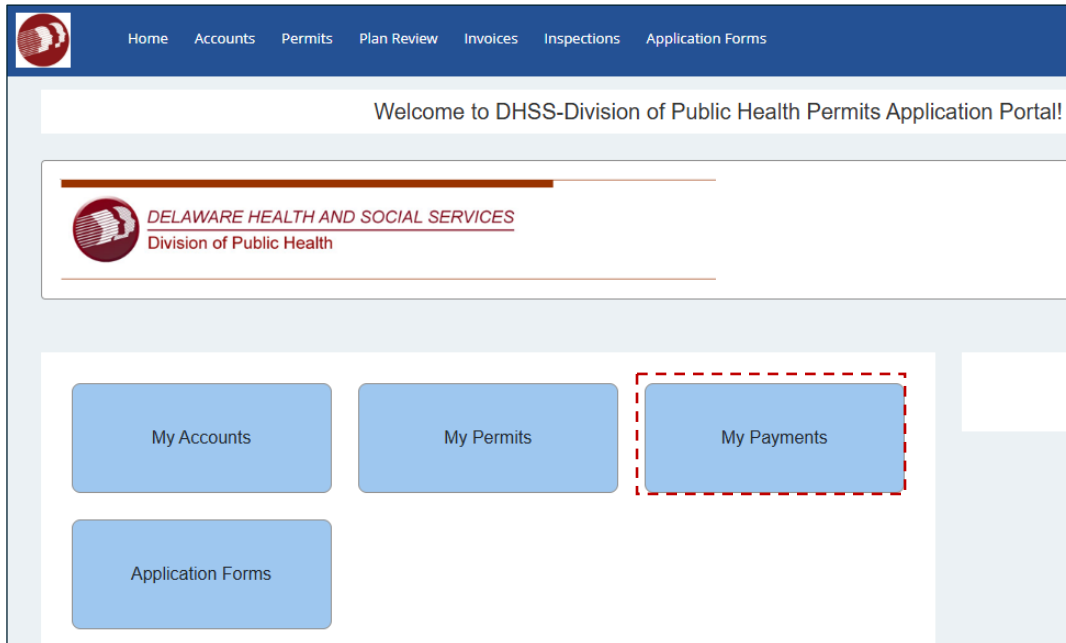 Home Accounts Permits Plan Review Invoices Inspections Application Forms
Welcome to DHSS-Division of Public Health Permits Application Portal!
DELAWARE HEALTH AND SOCIAL SERVICES
Division of Public Health
My Accounts My Permits My Payments
Application Forms